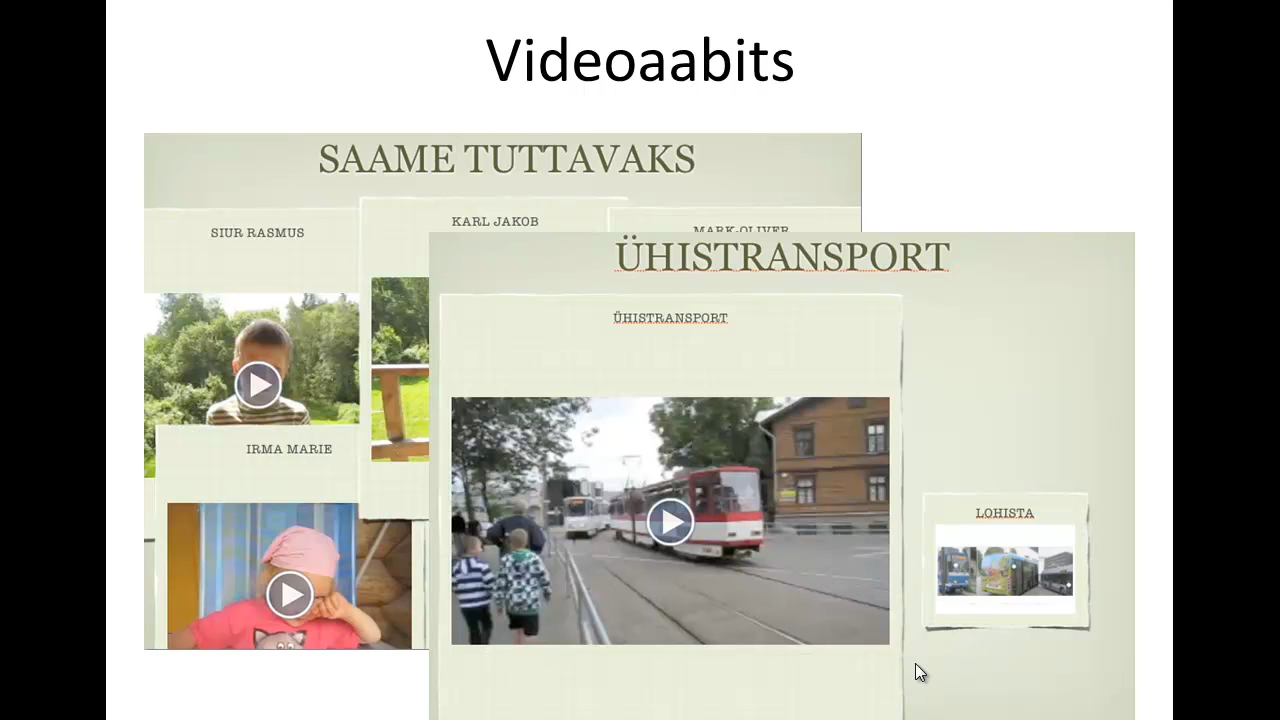 Videoaabits
SAAME TUTTAVAKS
SIUR RASMUS
KARL JAKOB
MARK-OLIVER
IRMA MARIE
ÜHISTRANSPORT
ÜHISTRANSPORT
LOHISTA